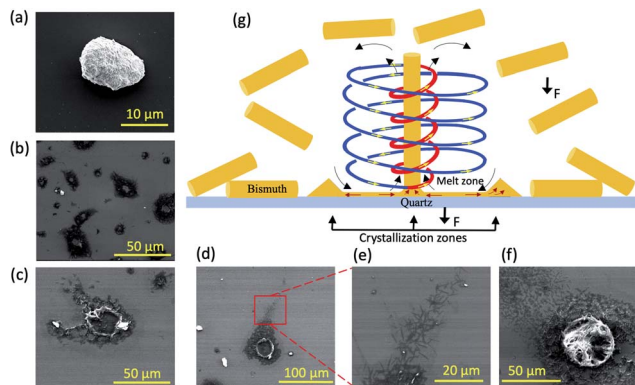 (a)
10 µm
(b)
50 µm
(c)
50 µm
(g)
F
Melt zone
Bismuth
Quartz
F
Crystallization zones
(d)
100 µm
(e)
20 µm
(f)
50 µm